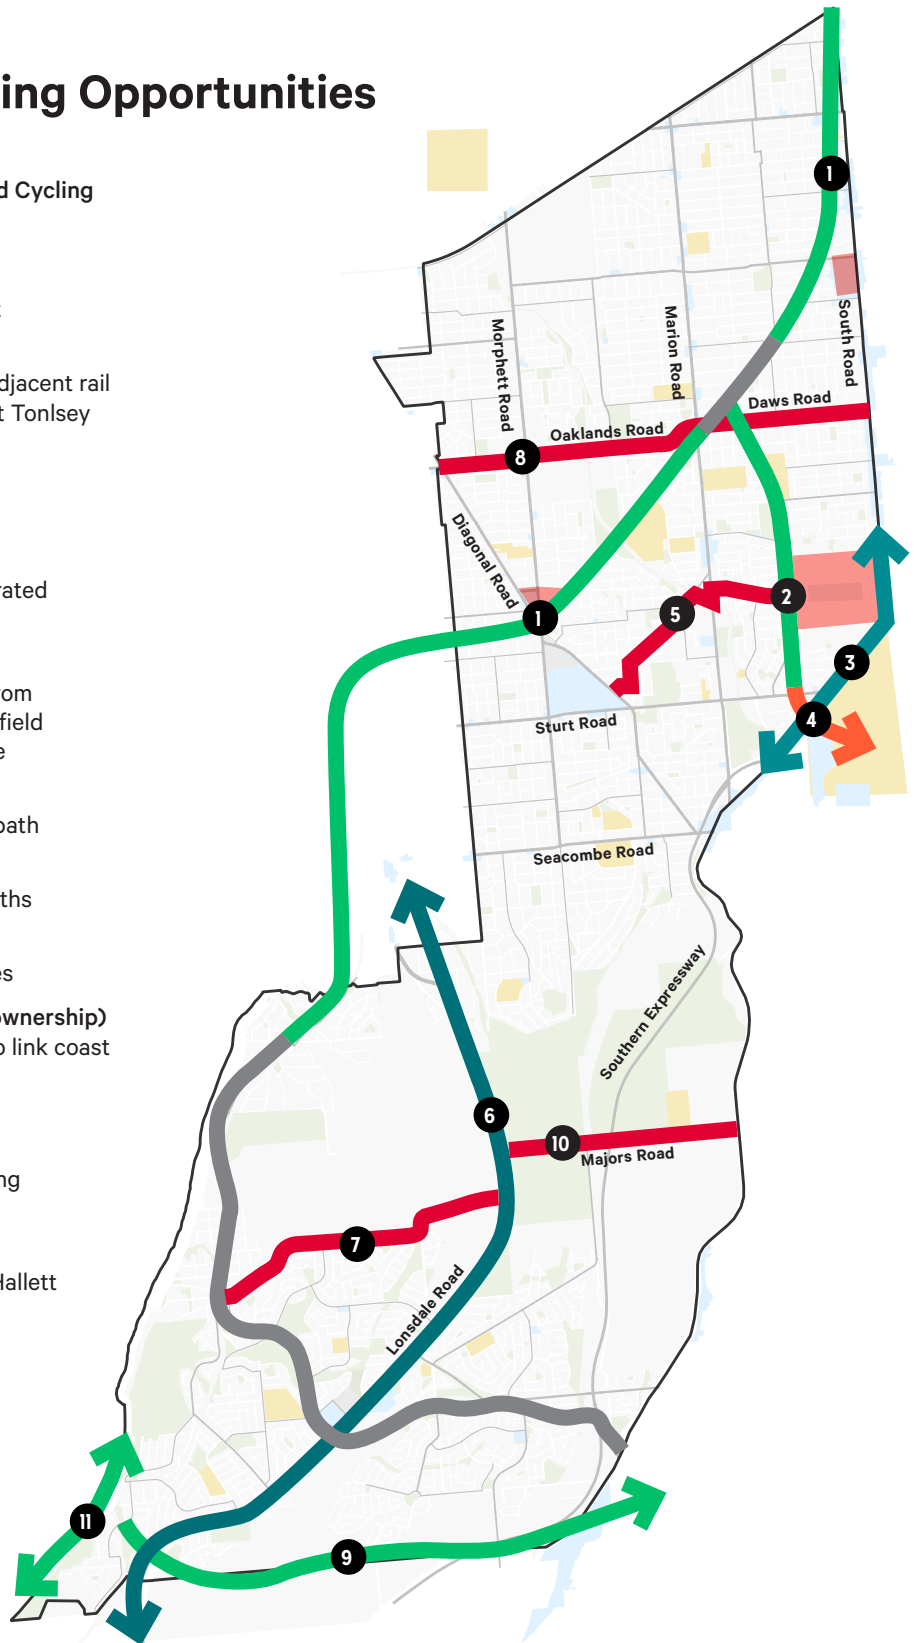 ing Opportunities
d Cycling
djacent rail
t Tonlsey
rated
om
field
e
path
ths
es
ownership)
o link coast
ng
Hallett
1
Morphett Road
Marion Road
South Road
Daws Road
Oaklands Road
8
Diagonal Road
1
2
5
3
4
Sturt Road
Seacombe Road
Southern Expressway
6
10
Majors Road
7
Lonsdale Road
11
9